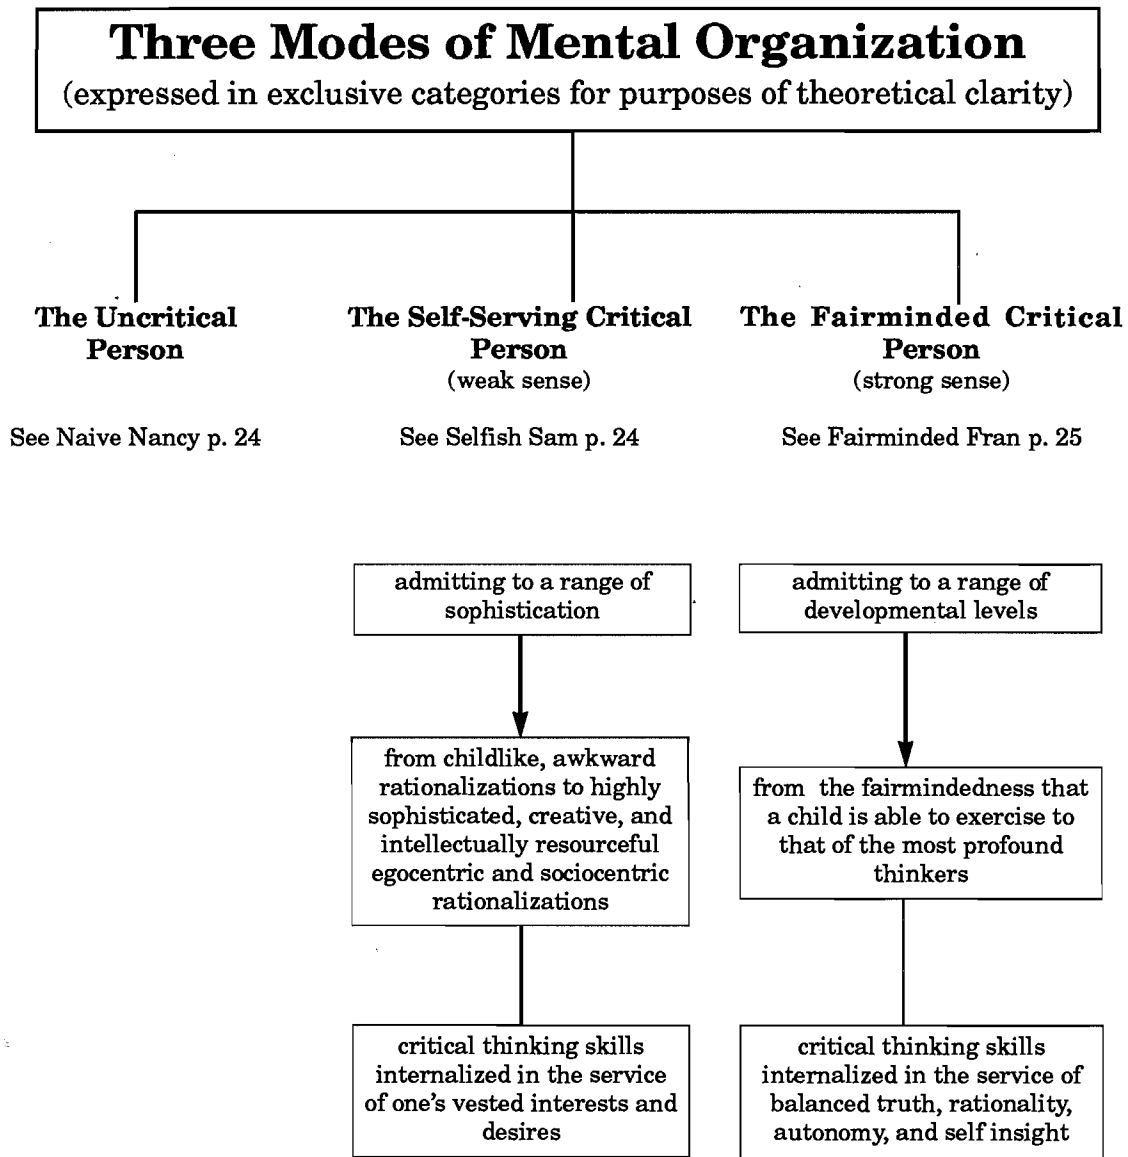 Three Modes of Mental Organization
(expressed in exclusive categories for purposes of theoretical clarity)
The Uncritical
Person
See Naive Nancy p. 24
The Self-Serving Critical
Person
(weak sense)
See Selfish Sam p. 24
The Fairminded Critical
Person
(strong sense)
See Fairminded Fran p. 25
admitting to a range of
sophistication
from childlike, awkward
rationalizations to highly
sophisticated, creative, and
intellectually resourceful
egocentric and sociocentric
rationalizations
critical thinking skills
internalized in the service
of one's vested interests and
desires
admitting to a range of
developmental levels
from the fairmindedness that
a child is able to exercise to
that of the most profound
thinkers
critical thinking skills
internalized in the service of
balanced truth, rationality,
autonomy, and self insight